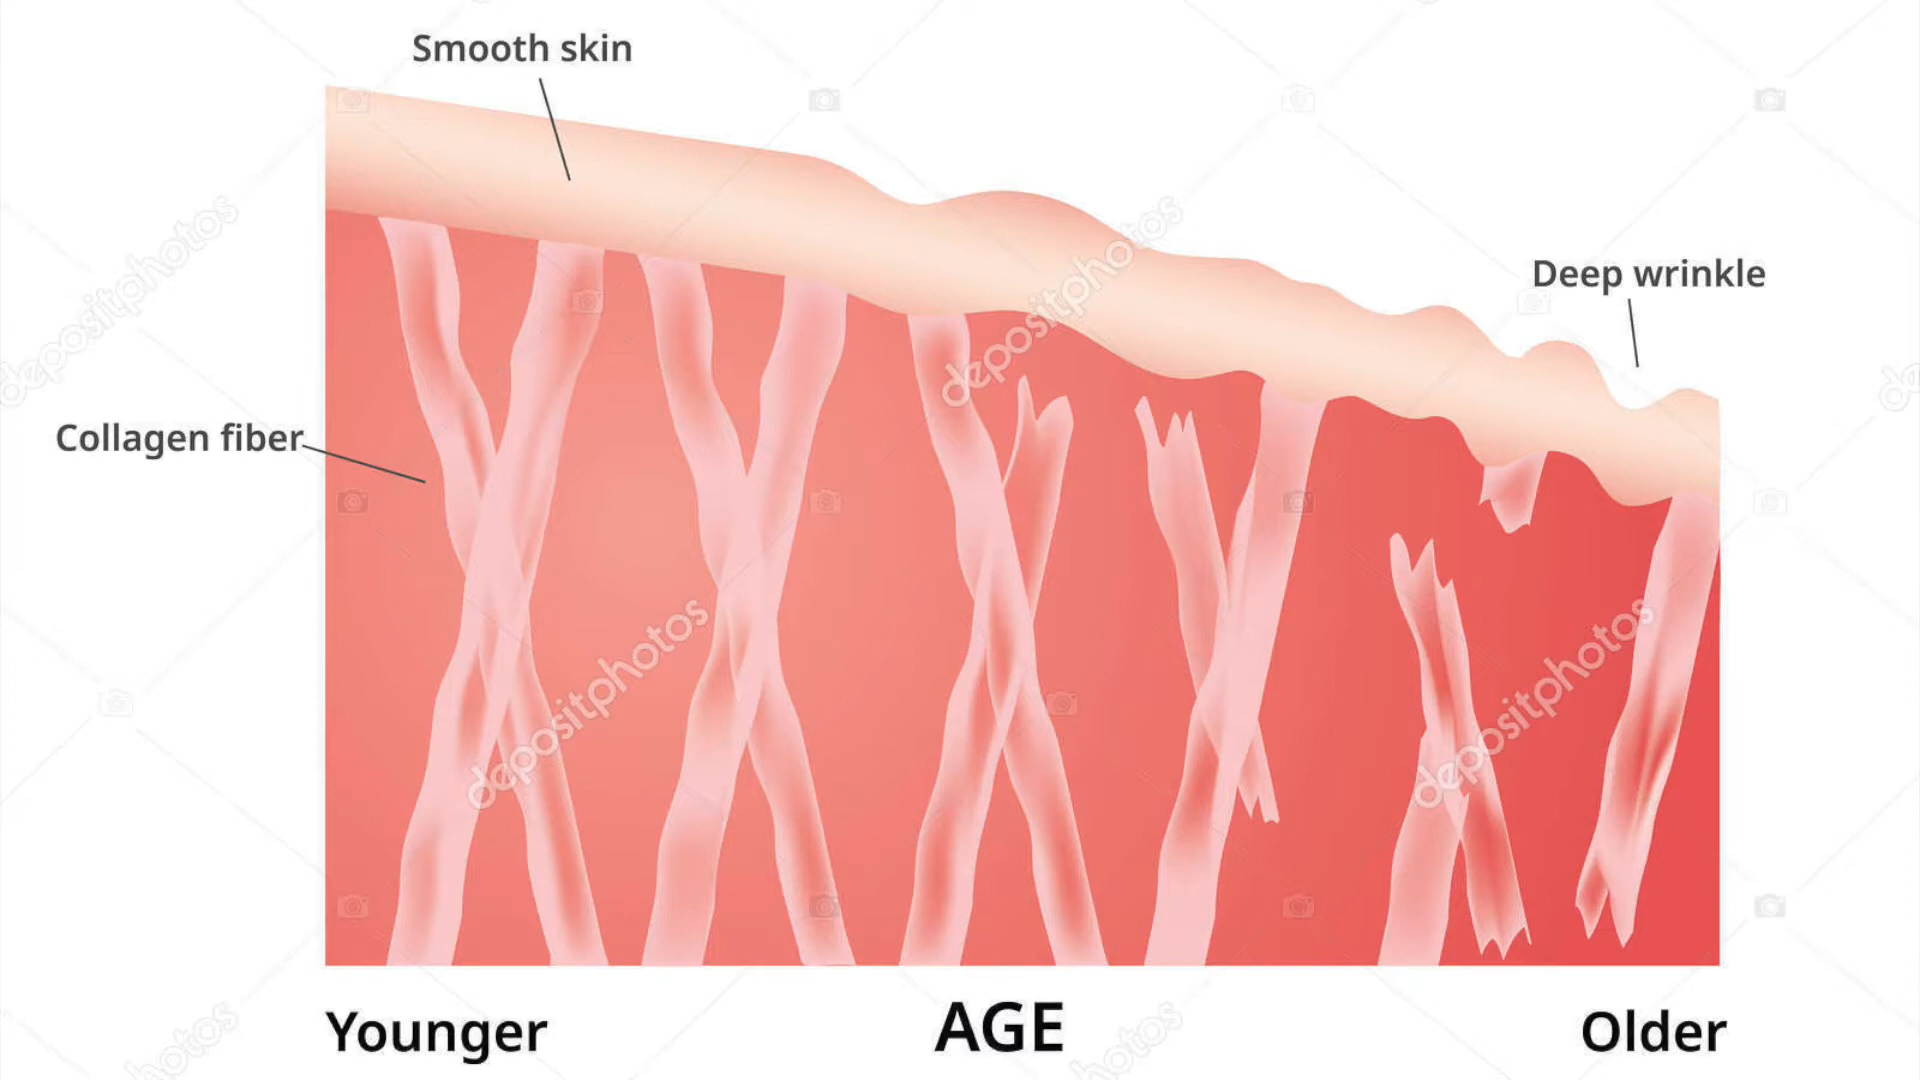 Smooth skin
Deep wrinkle
Collagen fiber
depositphotos
depositphotos
depositphotos
depositphotos
Younger
AGE
Older